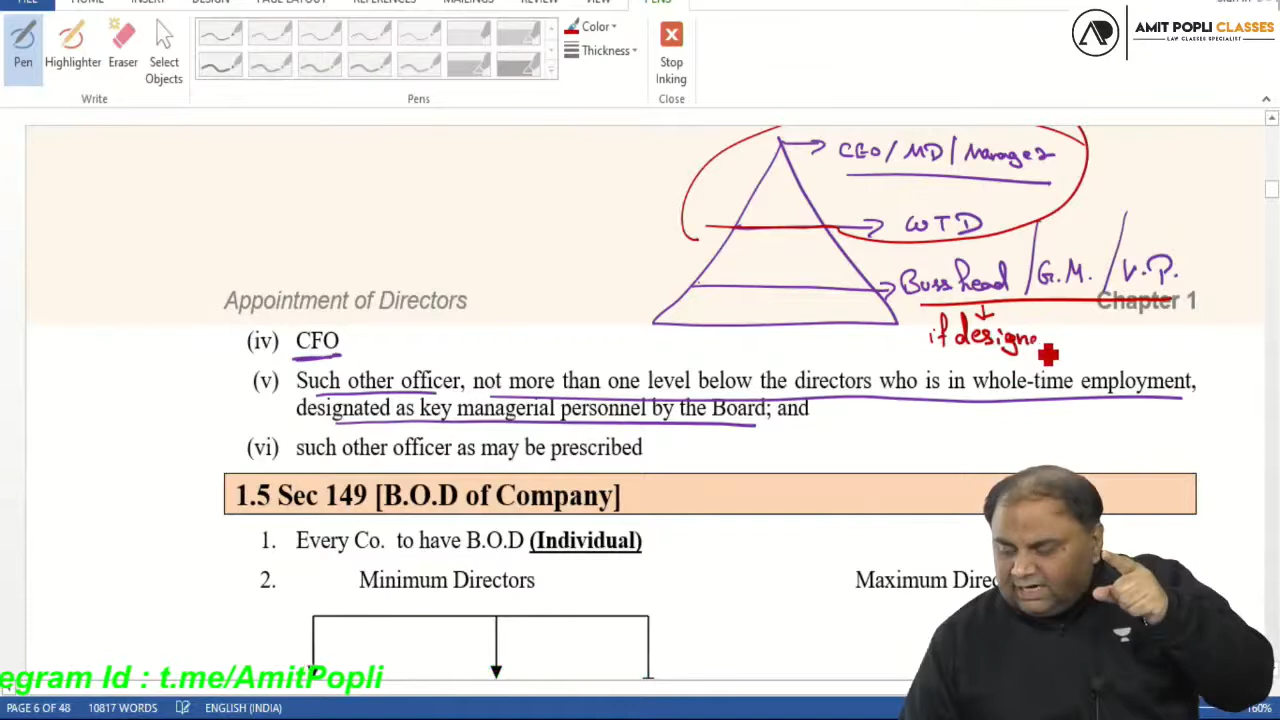 FILE HOME INSERT DESIGN PAGE LAYOUT REFERENCES MAILINGS REVIEW VIEW PENS
Pen
Highlighter
Eraser
Select Objects
Color
Thickness
Stop Inking
Write
Pens
Close
AMIT POPLI CLASSES
LAW CLASSES SPECIALIST
CEO / MD / Manager
WTD
Buss head / G.M. / V.P.
Appointment of Directors
Chapter 1
if designa
(iv) CFO
(v) Such other officer, not more than one level below the directors who is in whole-time employment,
designated as key managerial personnel by the Board; and
(vi) such other officer as may be prescribed
1.5 Sec 149 [B.O.D of Company]
1. Every Co. to have B.O.D (Individual)
2. Minimum Directors Maximum Dire
egram Id : t.me/AmitPopli
PAGE 6 OF 48 10817 WORDS ENGLISH (INDIA) 160%